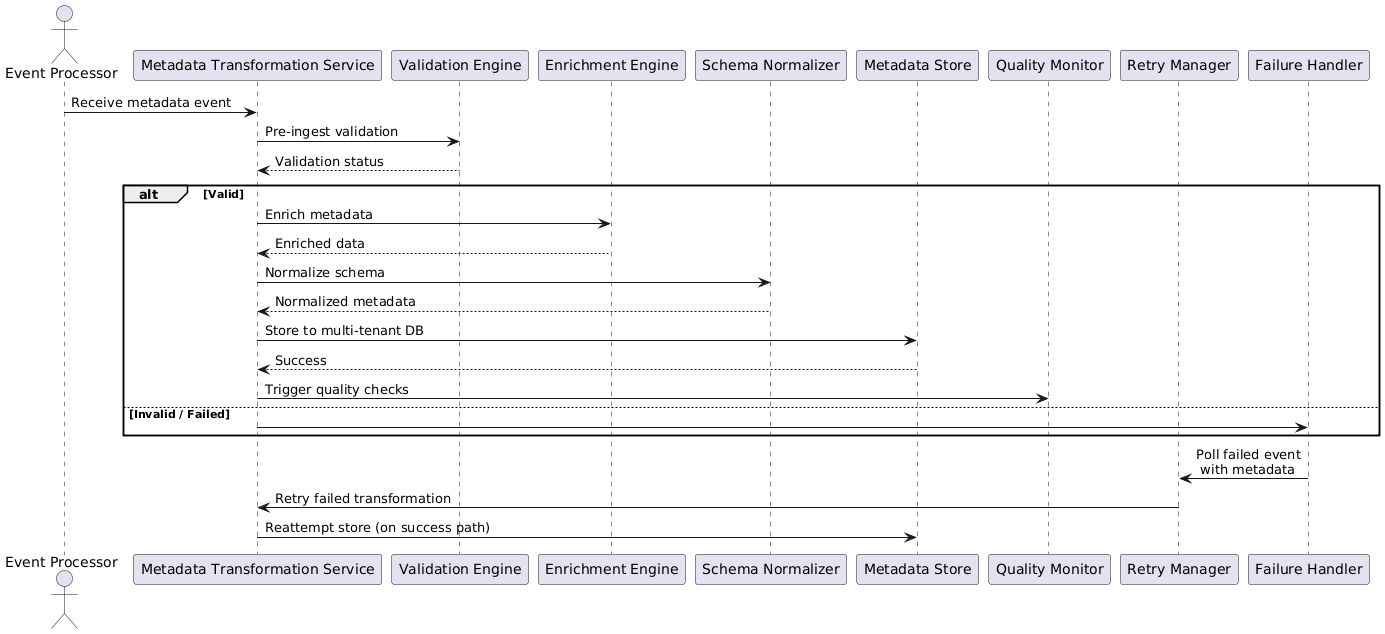 Event Processor
Metadata Transformation Service
Validation Engine
Enrichment Engine
Schema Normalizer
Metadata Store
Quality Monitor
Retry Manager
Failure Handler
Receive metadata event
Pre-ingest validation
Validation status
alt
[Valid]
Enrich metadata
Enriched data
Normalize schema
Normalized metadata
Store to multi-tenant DB
Success
Trigger quality checks
[Invalid / Failed]
Poll failed event
with metadata
Retry failed transformation
Reattempt store (on success path)
Event Processor
Metadata Transformation Service
Validation Engine
Enrichment Engine
Schema Normalizer
Metadata Store
Quality Monitor
Retry Manager
Failure Handler